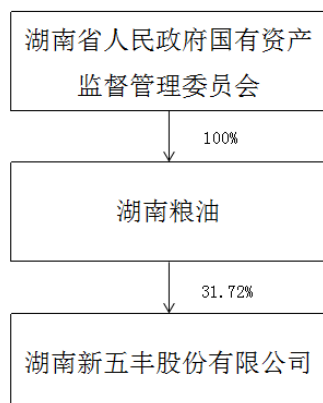 湖南省人民政府国有资产
监督管理委员会
100%
湖南粮油
31.72%
湖南新五丰股份有限公司